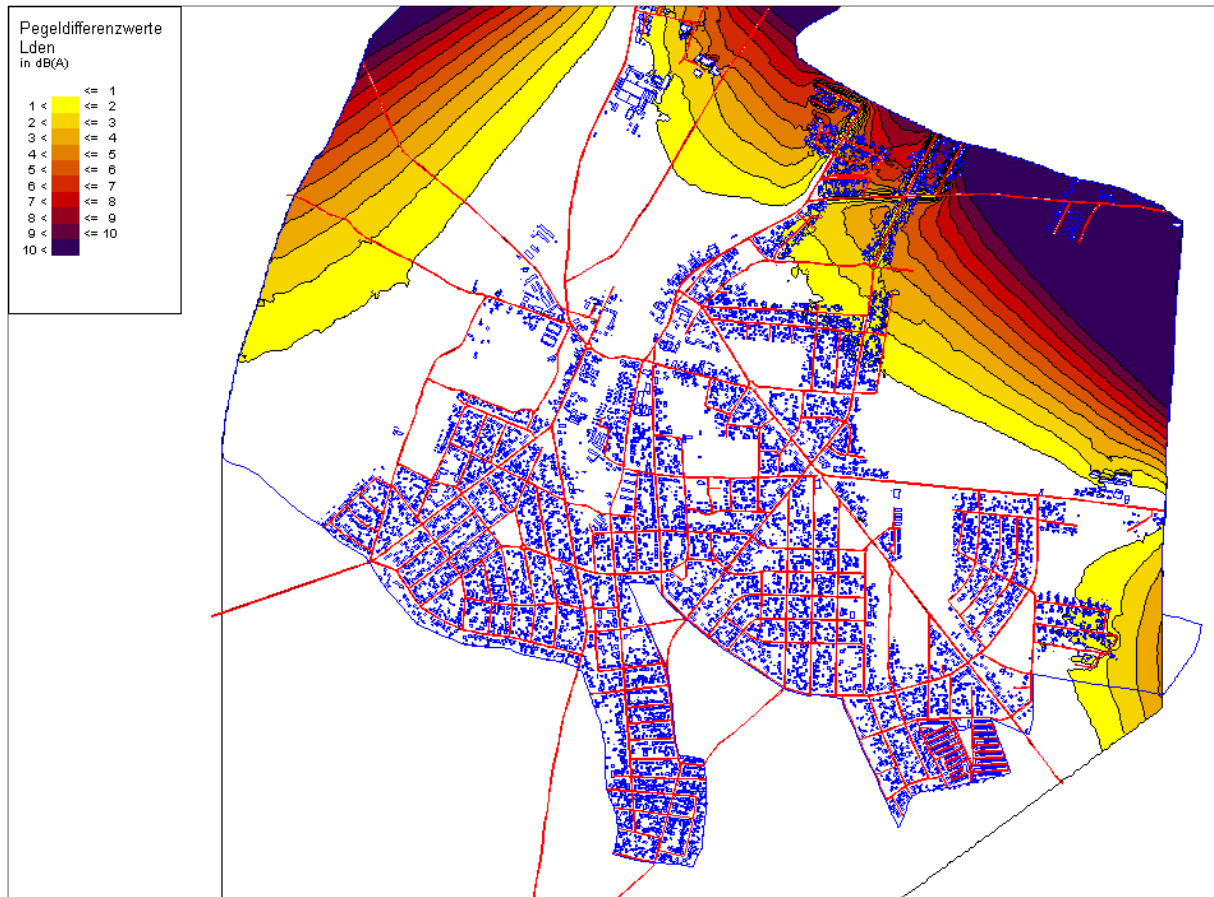 Pegeldifferenzwerte
Lden
in dB(A)
<= 1
1 < <= 2
2 < <= 3
3 < <= 4
4 < <= 5
5 < <= 6
6 < <= 7
7 < <= 8
8 < <= 9
9 < <= 10
10 <